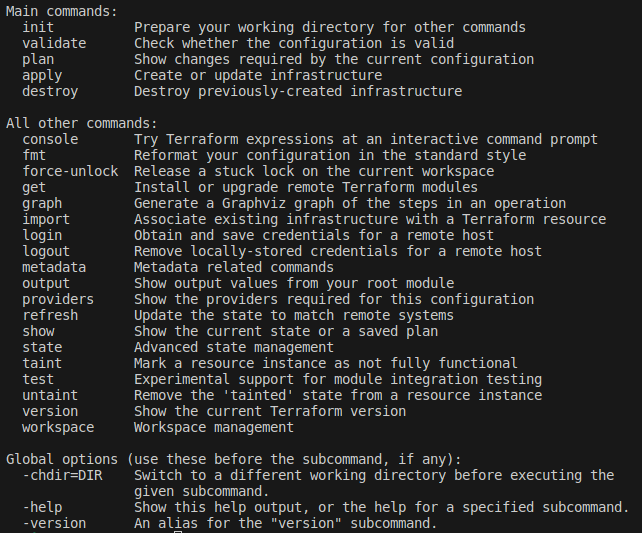 Main commands:
  init          Prepare your working directory for other commands
  validate      Check whether the configuration is valid
  plan          Show changes required by the current configuration
  apply         Create or update infrastructure
  destroy       Destroy previously-created infrastructure

All other commands:
  console       Try Terraform expressions at an interactive command prompt
  fmt           Reformat your configuration in the standard style
  force-unlock  Release a stuck lock on the current workspace
  get           Install or upgrade remote Terraform modules
  graph         Generate a Graphviz graph of the steps in an operation
  import        Associate existing infrastructure with a Terraform resource
  login         Obtain and save credentials for a remote host
  logout        Remove locally-stored credentials for a remote host
  metadata      Metadata related commands
  output        Show output values from your root module
  providers     Show the providers required for this configuration
  refresh       Update the state to match remote systems
  show          Show the current state or a saved plan
  state         Advanced state management
  taint         Mark a resource instance as not fully functional
  test          Experimental support for module integration testing
  untaint       Remove the 'tainted' state from a resource instance
  version       Show the current Terraform version
  workspace     Workspace management

Global options (use these before the subcommand, if any):
  -chdir=DIR    Switch to a different working directory before executing the
                given subcommand.
  -help         Show this help output, or the help for a specified subcommand.
  -version      An alias for the "version" subcommand.